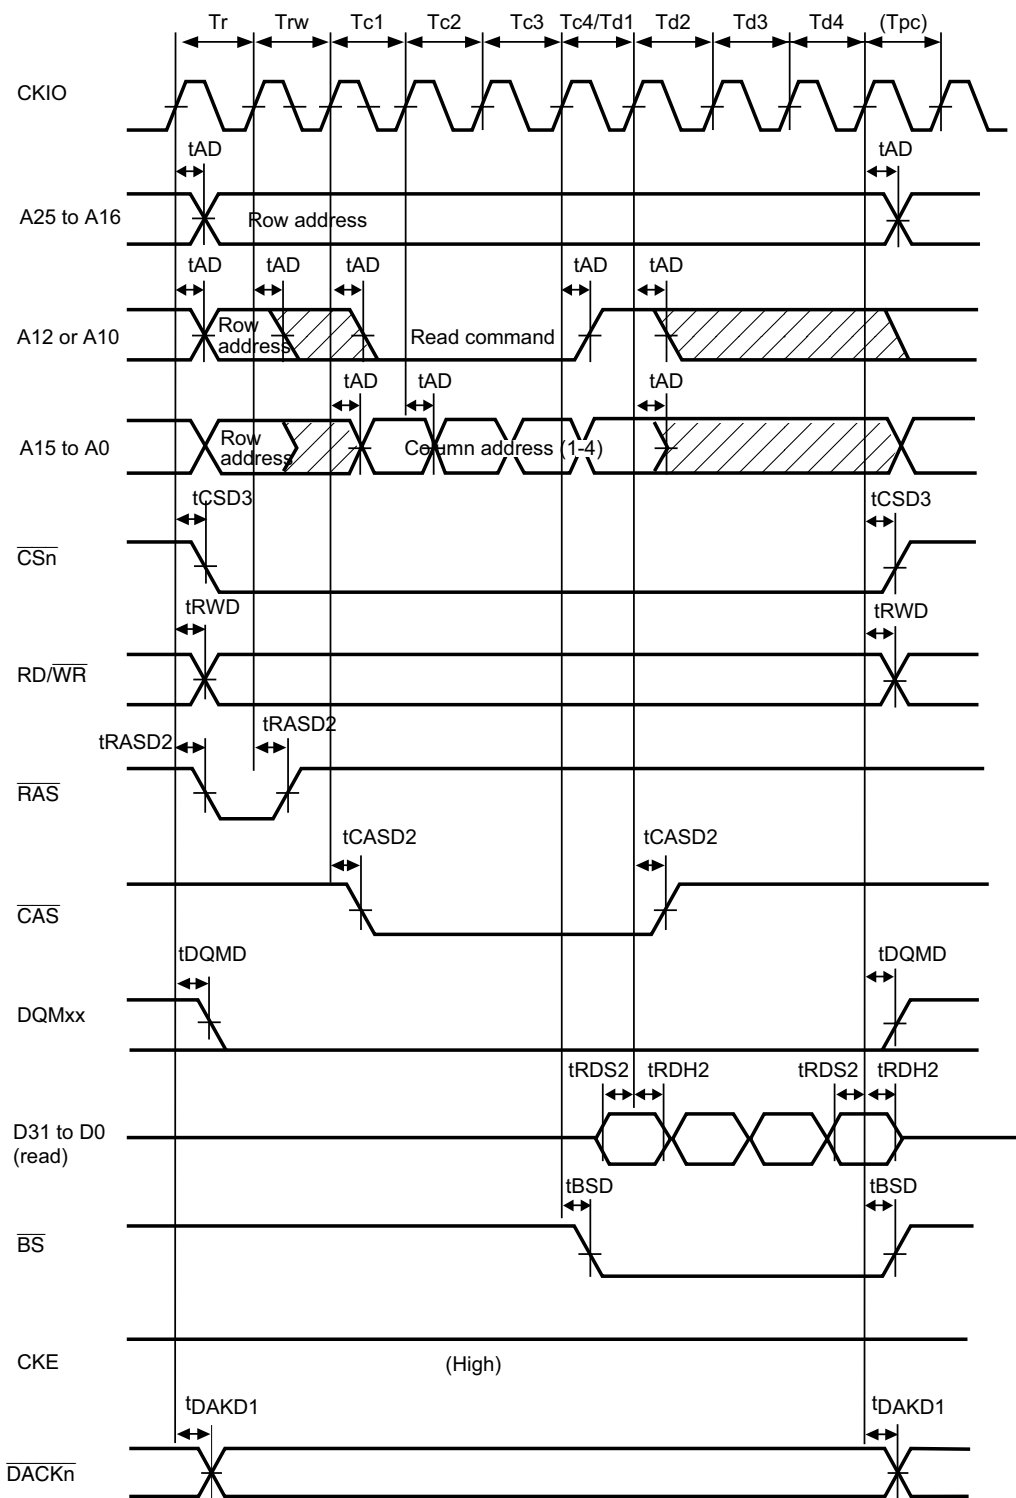 Tr Trw Tc1 Tc2 Tc3 Tc4/Td1 Td2 Td3 Td4 (Tpc)
CKIO
tAD tAD
A25 to A16 Row address
tAD tAD tAD tAD tAD
A12 or A10 Row address Read command
tAD tAD tAD
A15 to A0 Row address Column address (1-4)
tCSD3 tCSD3
CSn
tRWD tRWD
RD/WR
tRASD2 tRASD2
RAS
tCASD2 tCASD2
CAS
tDQMD tDQMD
DQMxx
tRDS2 tRDH2 tRDS2 tRDH2
D31 to D0
(read)
tBSD tBSD
BS
CKE (High)
tDAKD1 tDAKD1
DACKn